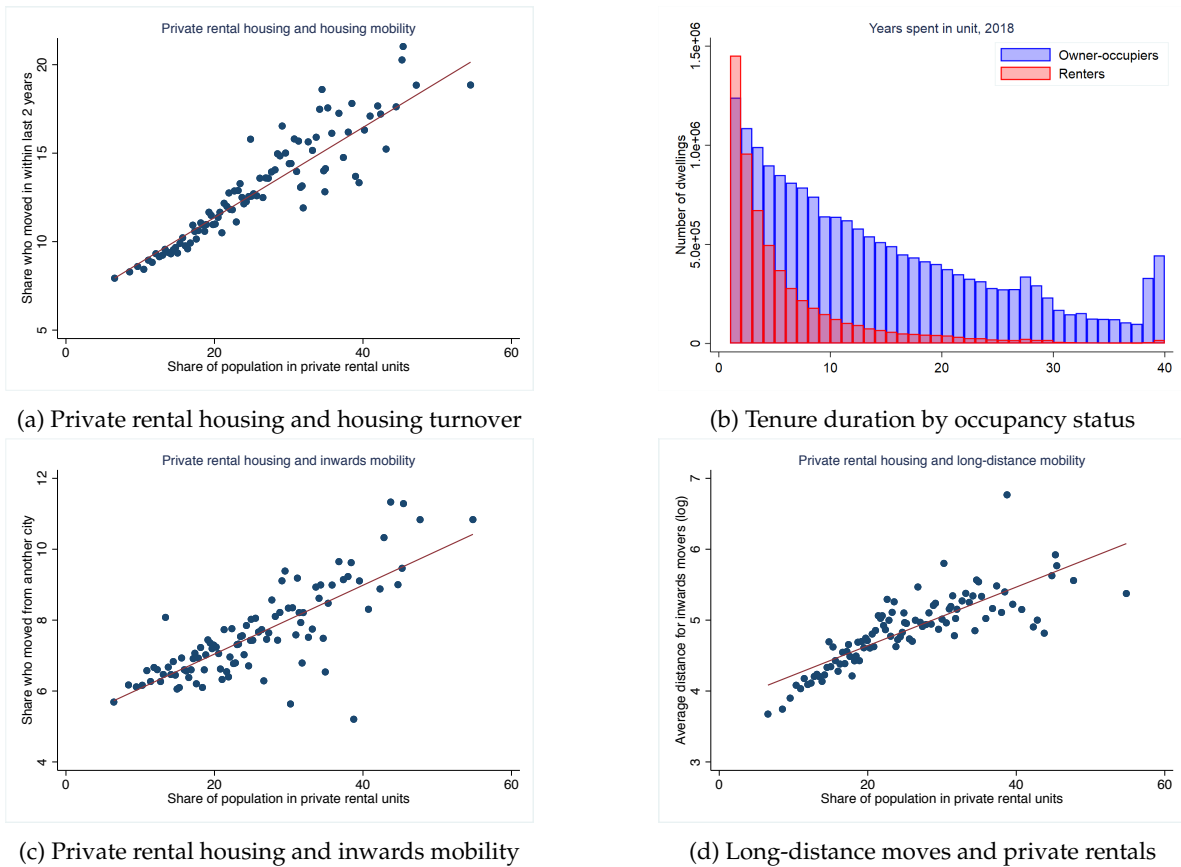 Private rental housing and housing mobility
Share who moved in within last 2 years
20
15
10
5
0
20
40
60
Share of population in private rental units
(a) Private rental housing and housing turnover
Years spent in unit, 2018
Owner-occupiers
Renters
Number of dwellings
1.5e+06
1.0e+06
5.0e+05
0
0
10
20
30
40
(b) Tenure duration by occupancy status
Private rental housing and inwards mobility
Share who moved from another city
12
10
8
6
4
0
20
40
60
Share of population in private rental units
(c) Private rental housing and inwards mobility
Private rental housing and long-distance mobility
Average distance for inwards movers (log)
7
6
5
4
3
0
20
40
60
Share of population in private rental units
(d) Long-distance moves and private rentals